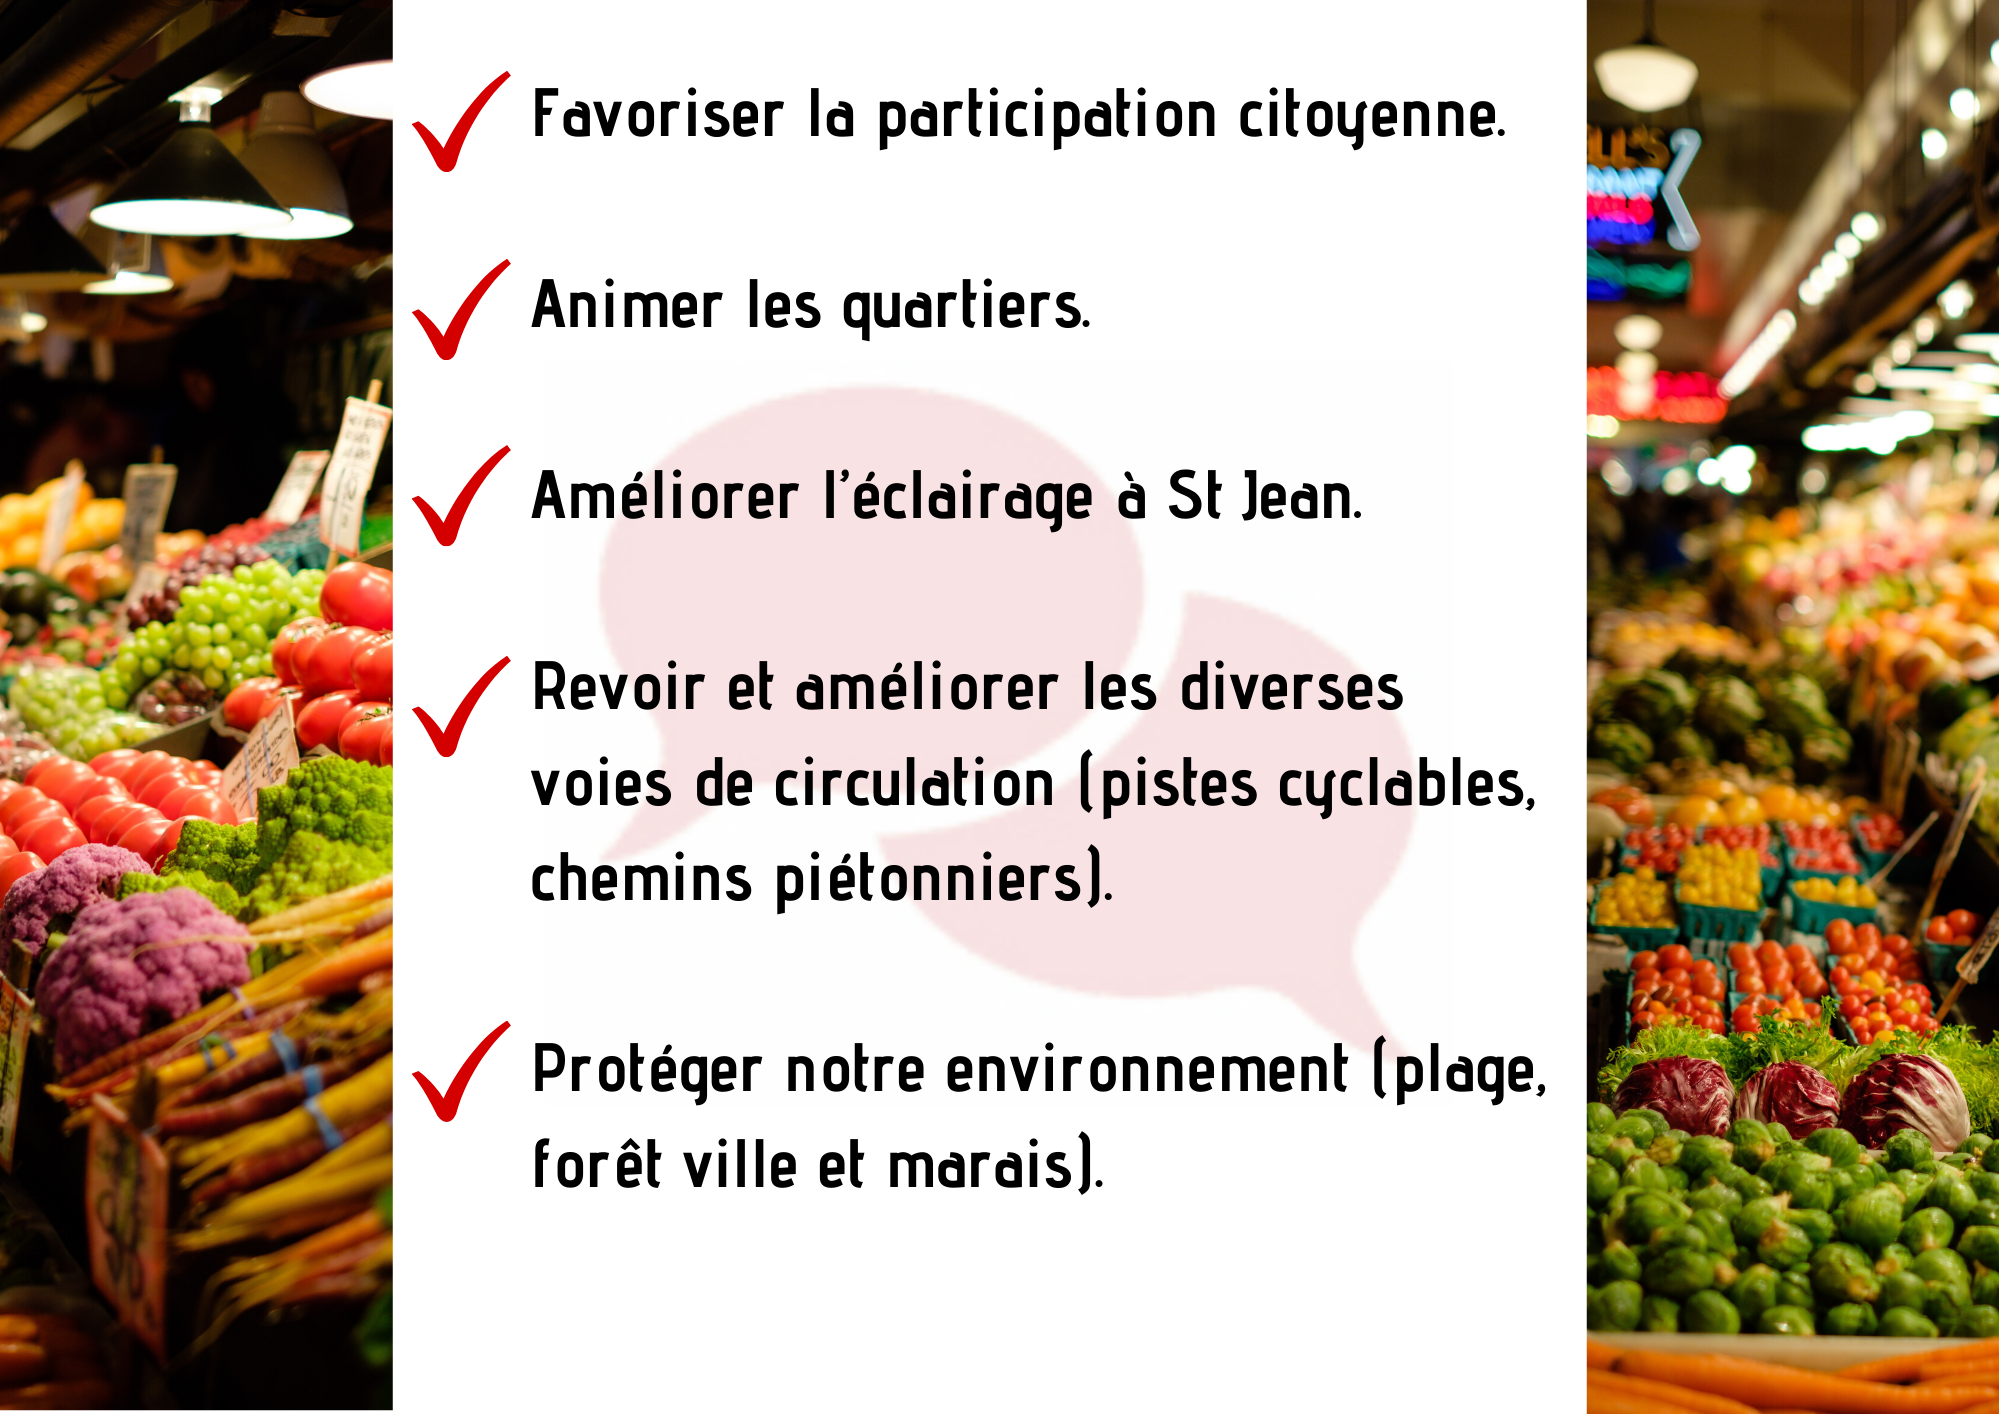 Favoriser la participation citoyenne.
Animer les quartiers.
Améliorer l'éclairage à St Jean.
Revoir et améliorer les diverses
voies de circulation (pistes cyclables,
chemins piétonniers).
Protéger notre environnement (plage,
forêt ville et marais).